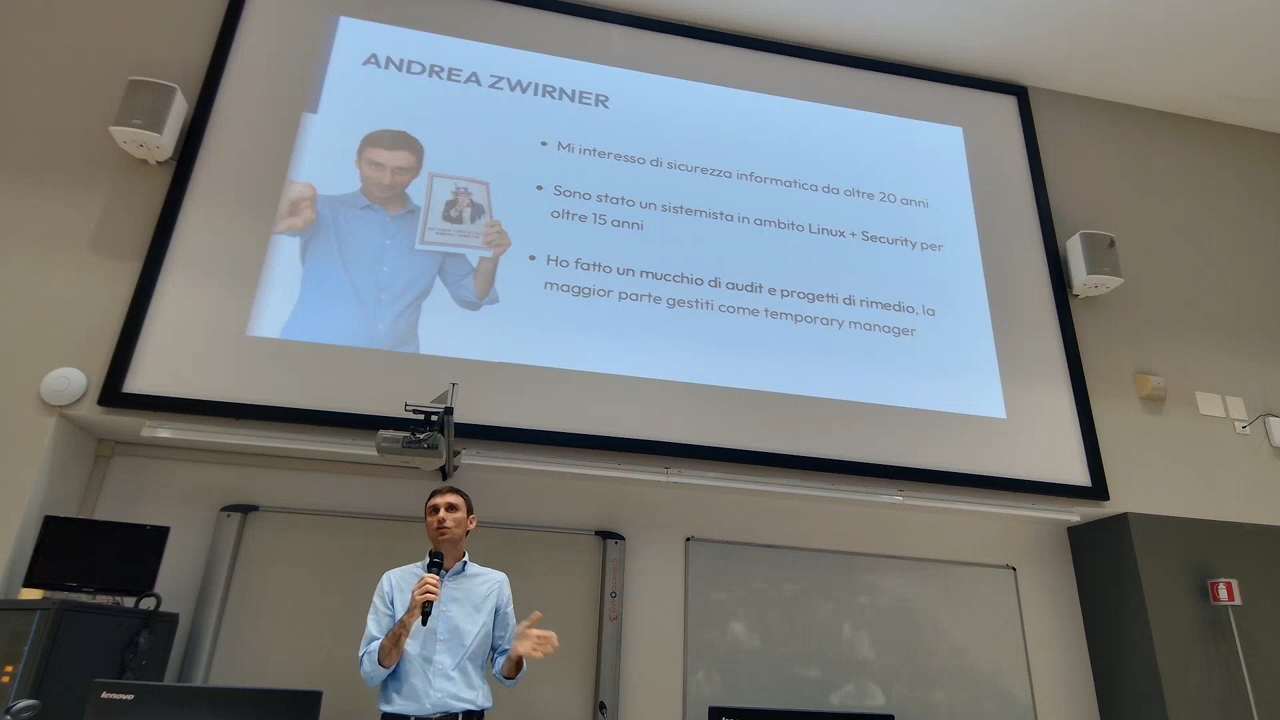 ANDREA ZWIRNER
Mi interesso di sicurezza informatica da oltre 20 anni
Sono stato un sistemista in ambito Linux + Security per
oltre 15 anni
Ho fatto un mucchio di audit e progetti di rimedio, la
maggior parte gestiti come temporary manager
lenovo